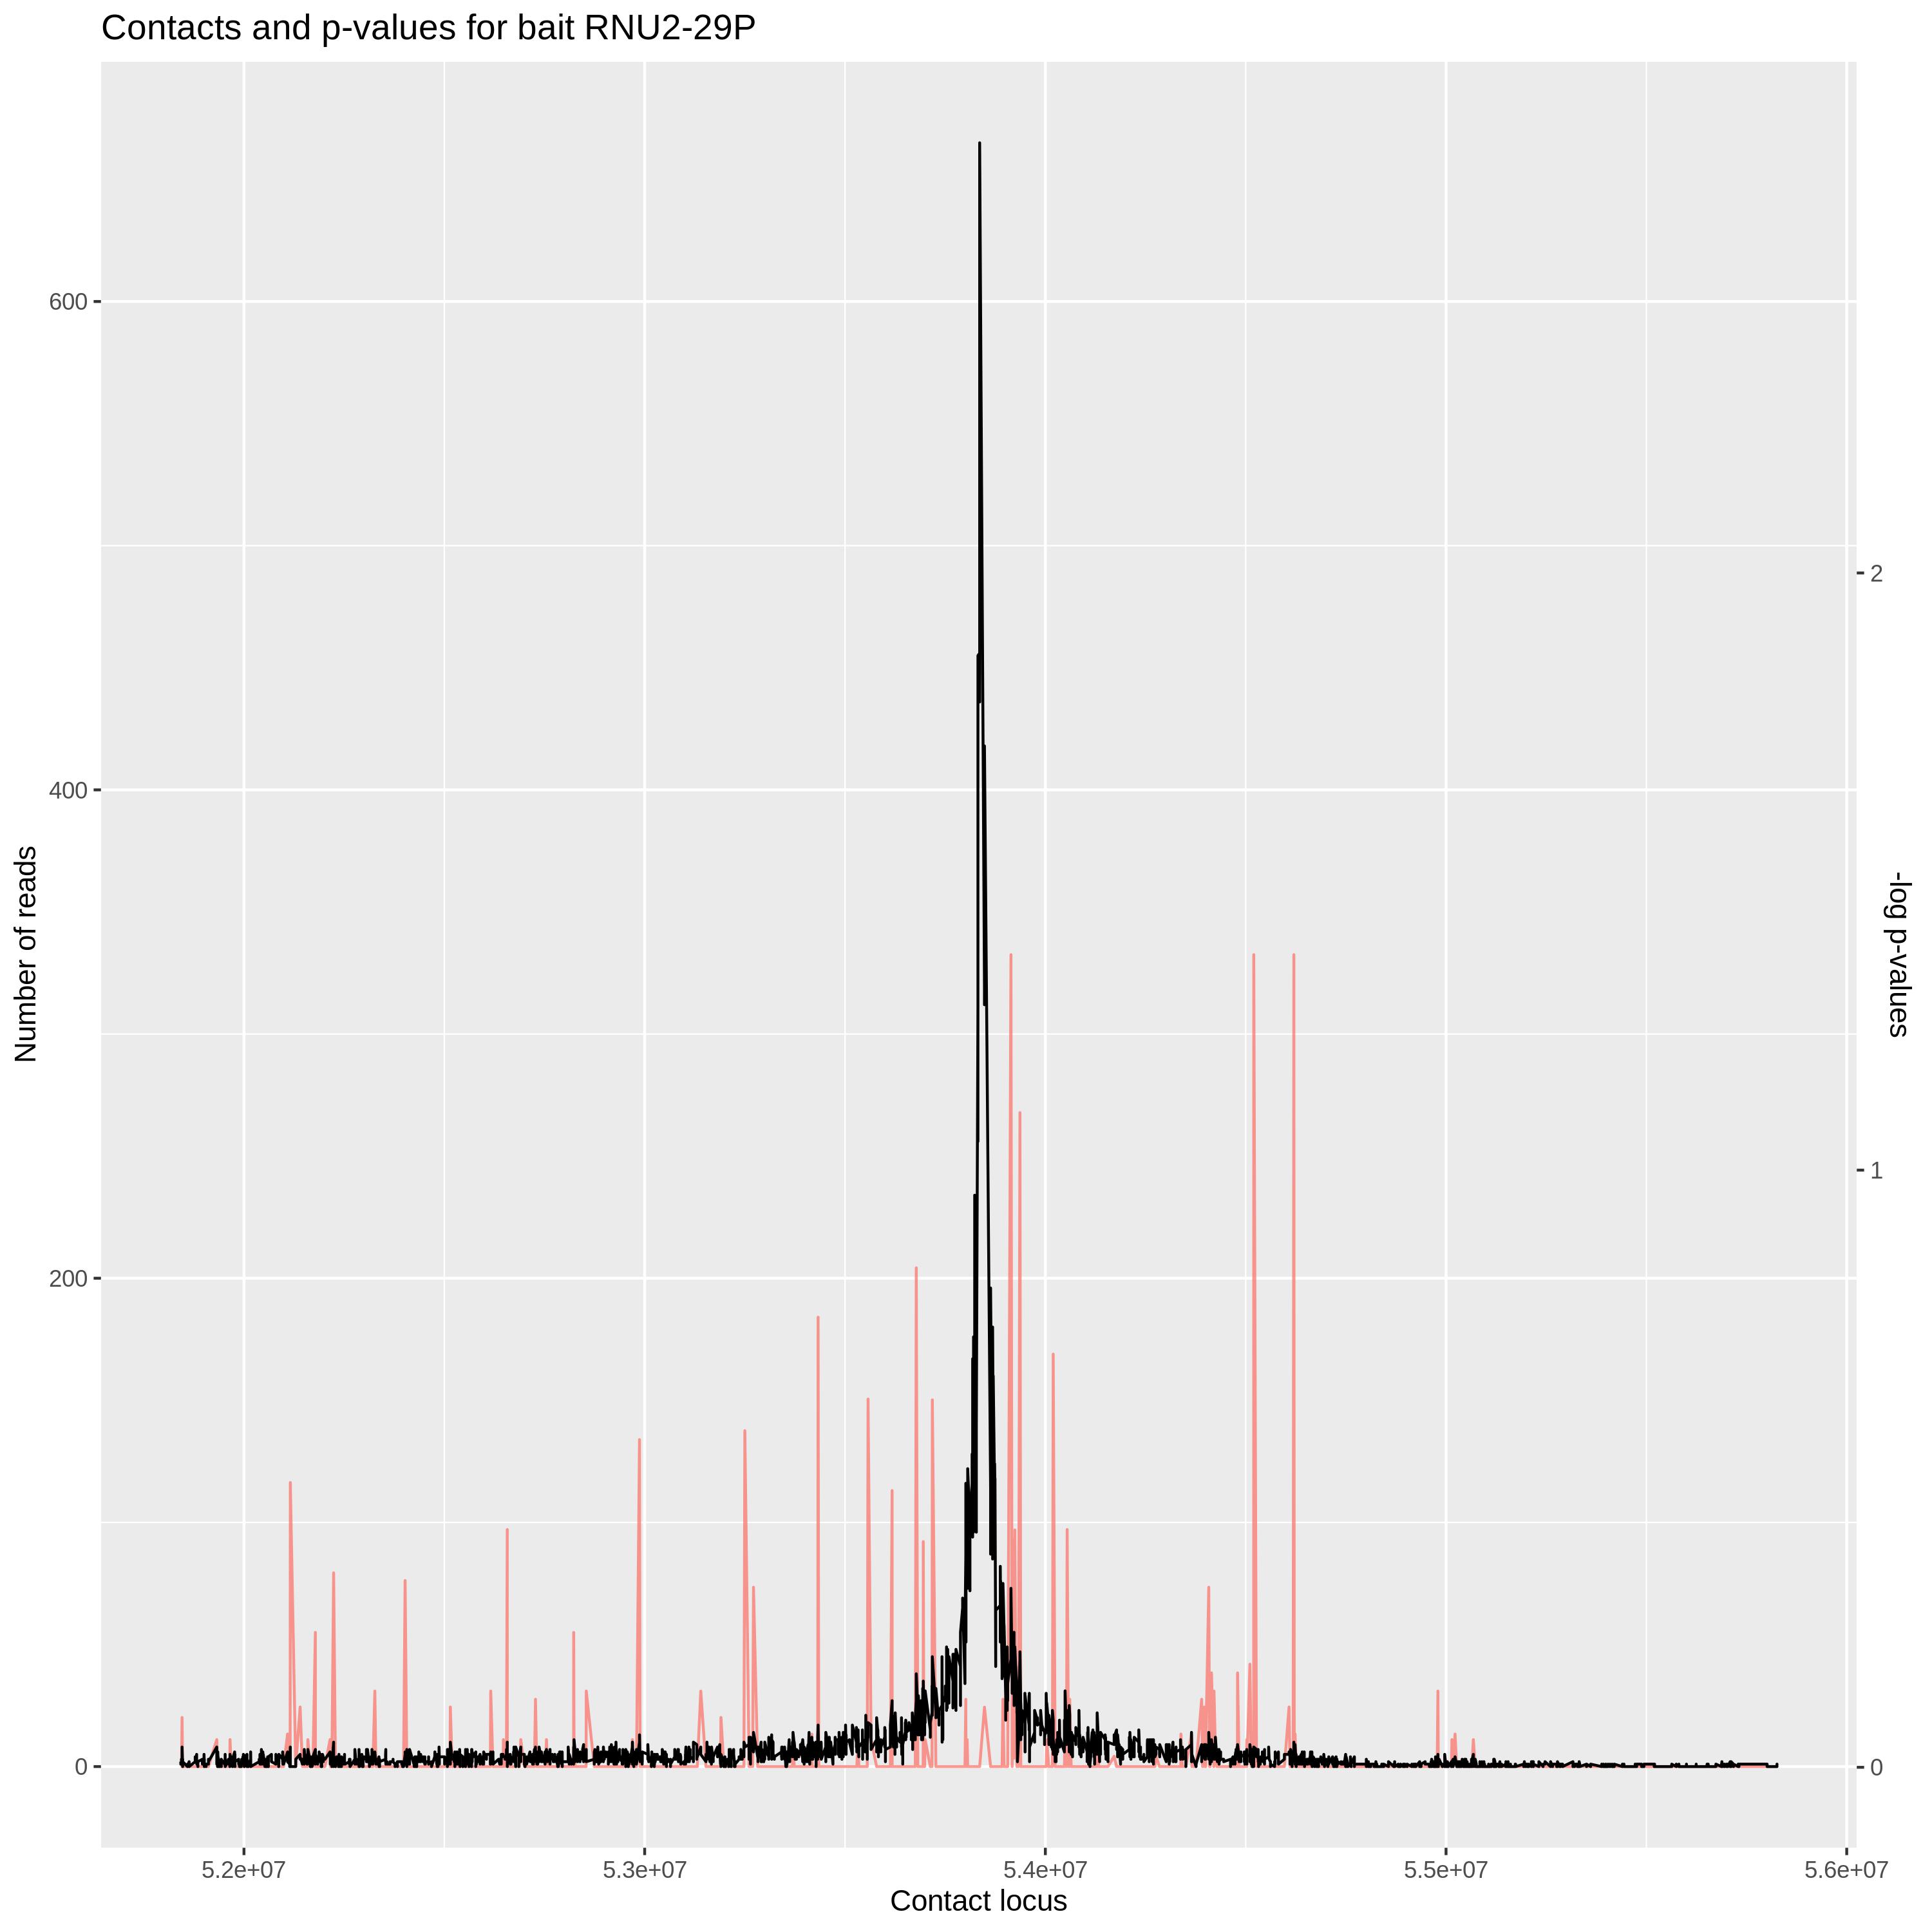 Contacts and p-values for bait RNU2-29P
600
400
200
0
Number of reads
2
1
0
-log p-values
5.2e+07
5.3e+07
5.4e+07
5.5e+07
5.6e+07
Contact locus